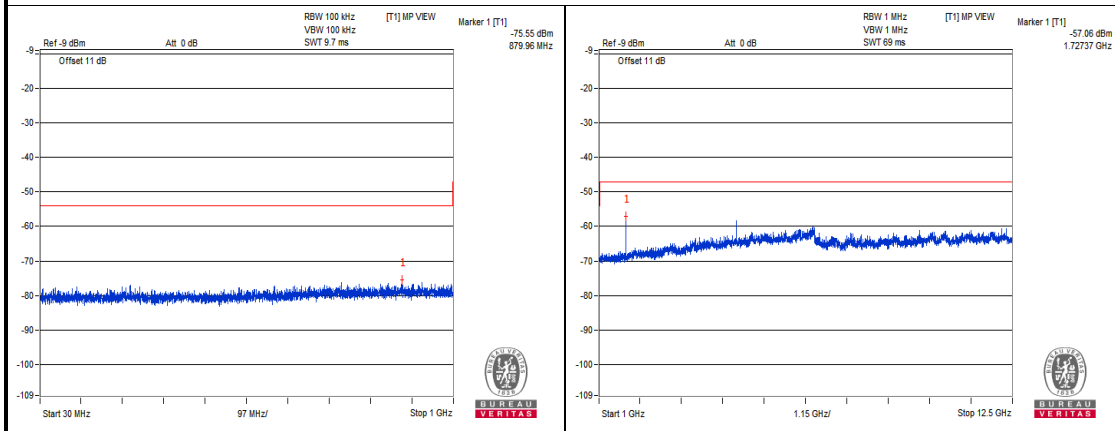 RBW 100 kHz [T1] MP VIEW Marker 1 [T1]
VBW 100 kHz -75.55 dBm
Ref -9 dBm Att 0 dB SWT 9.7 ms 879.96 MHz
-9
Offset 11 dB
-20
-30
-40
-50
-60
1
-70
-80
-90
-100
-109
Start 30 MHz 97 MHz/ Stop 1 GHz
BUREAU VERITAS
1828
BUREAU
VERITAS
RBW 1 MHz [T1] MP VIEW Marker 1 [T1]
VBW 1 MHz -57.06 dBm
Ref -9 dBm Att 0 dB SWT 69 ms 1.72737 GHz
-9
Offset 11 dB
-20
-30
-40
-50
1
-60
-70
-80
-90
-100
-109
Start 1 GHz 1.15 GHz/ Stop 12.5 GHz
BUREAU VERITAS
1828
BUREAU
VERITAS